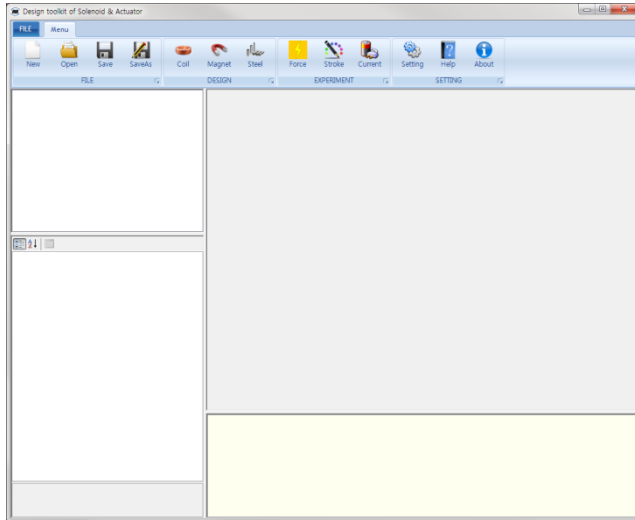 Design toolkit of Solenoid & Actuator
FILE Menu
New Open Save SaveAs Coil Magnet Steel Force Stroke Current Setting Help About
FILE DESIGN EXPERIMENT SETTING